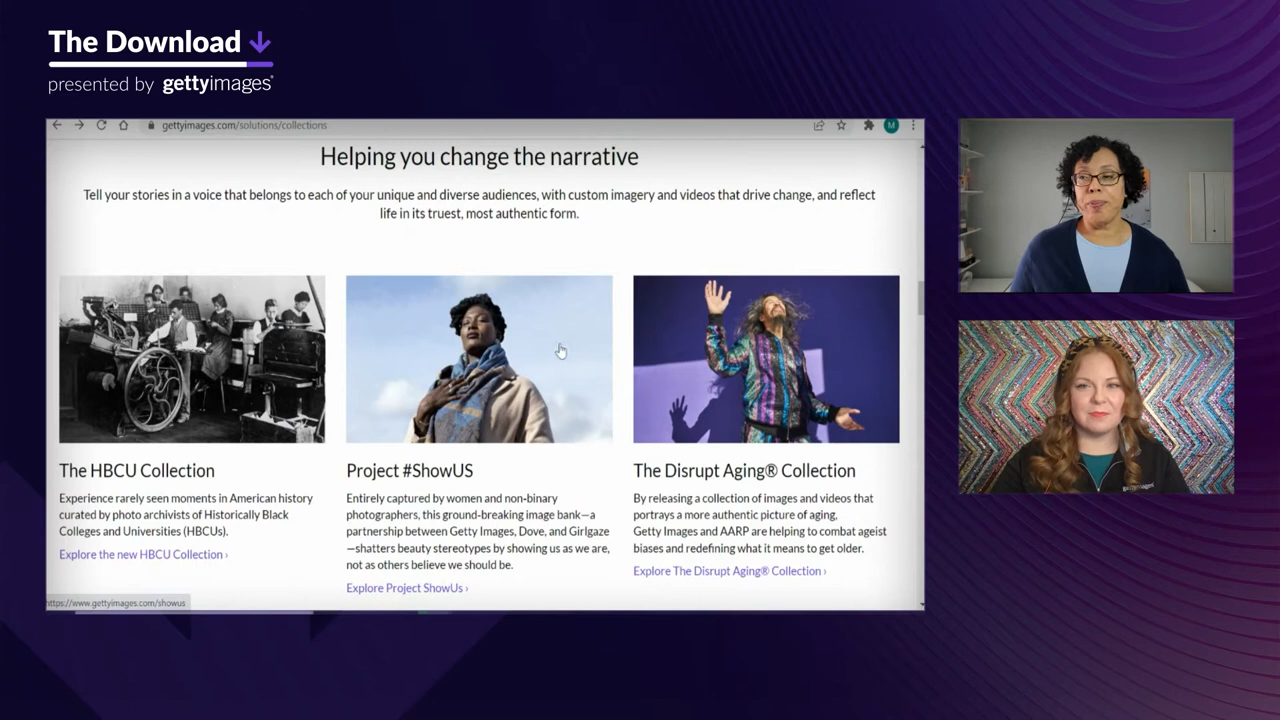 The Download
presented by gettyimages®
gettyimages.com/solutions/collections
M
Helping you change the narrative
Tell your stories in a voice that belongs to each of your unique and diverse audiences, with custom imagery and videos that drive change, and reflect
life in its truest, most authentic form.
The HBCU Collection
Experience rarely seen moments in American history
curated by photo archivists of Historically Black
Colleges and Universities (HBCUs).
Explore the new HBCU Collection ›
Project #ShowUS
Entirely captured by women and non-binary
photographers, this ground-breaking image bank—a
partnership between Getty Images, Dove, and Girlgaze
—shatters beauty stereotypes by showing us as we are,
not as others believe we should be.
Explore Project ShowUs ›
The Disrupt Aging® Collection
By releasing a collection of images and videos that
portrays a more authentic picture of aging,
Getty Images and AARP are helping to combat ageist
biases and redefining what it means to get older.
Explore The Disrupt Aging® Collection ›
https://www.gettyimages.com/showus
gettyimages